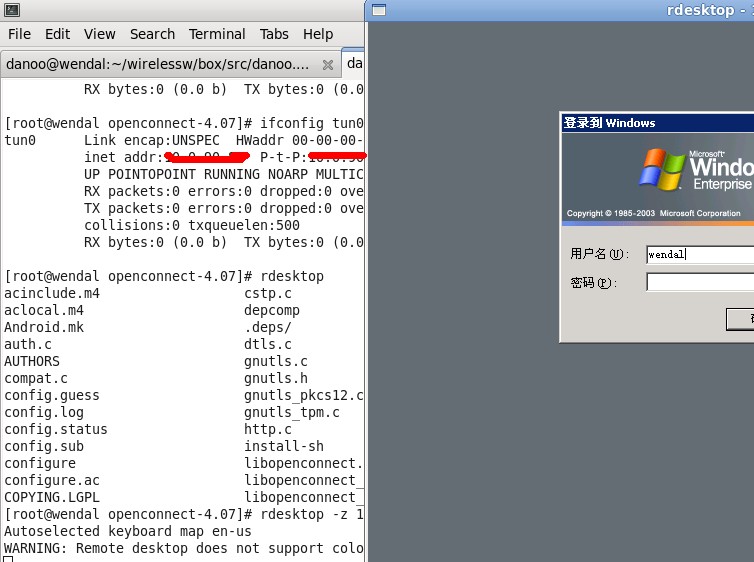 File Edit View Search Terminal Tabs Help
danoo@wendal:~/wirelessw/box/src/danoo....
da
RX bytes:0 (0.0 b) TX bytes:0 (0.0
[root@wendal openconnect-4.07]# ifconfig tun0
tun0 Link encap:UNSPEC HWaddr 00-00-00-
inet addr: P-t-P:
UP POINTOPOINT RUNNING NOARP MULTIC
RX packets:0 errors:0 dropped:0 ove
TX packets:0 errors:0 dropped:0 ove
collisions:0 txqueuelen:500
RX bytes:0 (0.0 b) TX bytes:0 (0.0
[root@wendal openconnect-4.07]# rdesktop
acinclude.m4 cstp.c
aclocal.m4 depcomp
Android.mk .deps/
auth.c dtls.c
AUTHORS gnutls.c
compat.c gnutls.h
config.guess gnutls_pkcs12.c
config.log gnutls_tpm.c
config.status http.c
config.sub install-sh
configure libopenconnect.
configure.ac libopenconnect_
COPYING.LGPL libopenconnect_
[root@wendal openconnect-4.07]# rdesktop -z 1
Autoselected keyboard map en-us
WARNING: Remote desktop does not support colo
rdesktop -
登录到 Windows
Microsoft
Windo
Enterprise
Copyright © 1985-2003 Microsoft Corporation
用户名(U): wendal
密码(P):